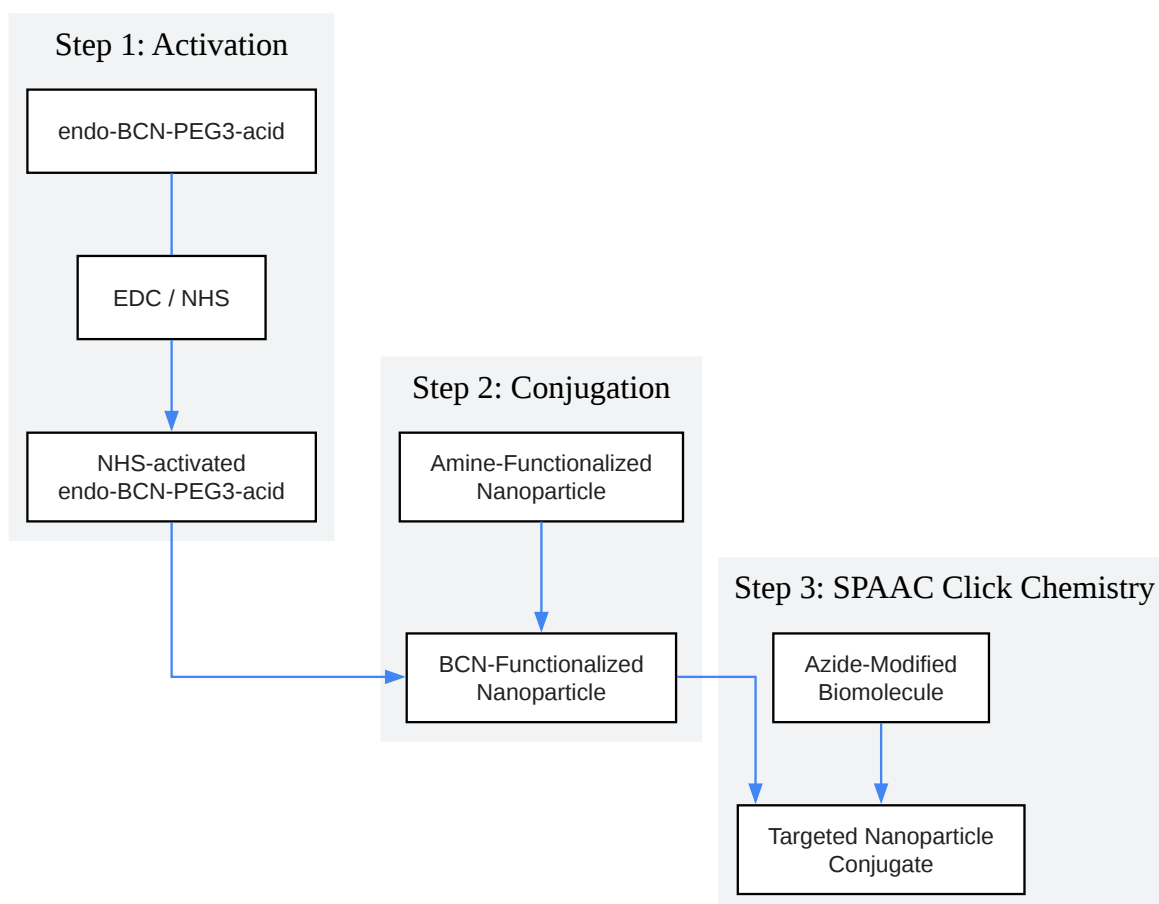 Step 1: Activation
endo-BCN-PEG3-acid
EDC / NHS
NHS-activated
endo-BCN-PEG3-acid
Step 2: Conjugation
Amine-Functionalized
Nanoparticle
BCN-Functionalized
Nanoparticle
Step 3: SPAAC Click Chemistry
Azide-Modified
Biomolecule
Targeted Nanoparticle
Conjugate